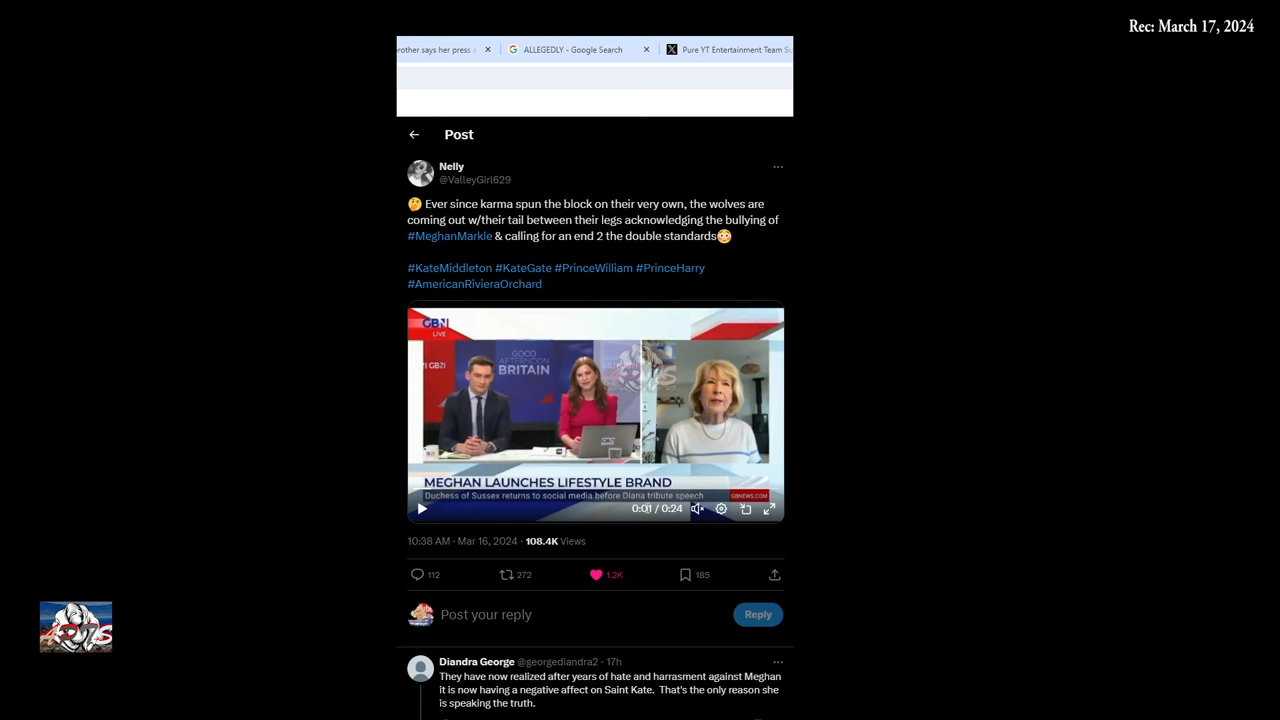 Rec: March 17, 2024
rother says her press
ALLEGEDLY - Google Search
Pure YT Entertainment Team
Post
Nelly
@ValleyGirl629
🤔 Ever since karma spun the block on their very own, the wolves are
coming out w/their tail between their legs acknowledging the bullying of
#MeghanMarkle & calling for an end 2 the double standards😳
#KateMiddleton #KateGate #PrinceWilliam #PrinceHarry
#AmericanRivieraOrchard
GBN
LIVE
GBN
GOOD
AFTERNOON
BRITAIN
MEGHAN LAUNCHES LIFESTYLE BRAND
Duchess of Sussex returns to social media before Diana tribute speech
GBNEWS.COM
0:01 / 0:24
10:38 AM · Mar 16, 2024 · 108.4K Views
112
272
1.2K
185
Post your reply
Reply
Diandra George @georgediandra2 · 17h
They have now realized after years of hate and harrasment against Meghan
it is now having a negative affect on Saint Kate. That's the only reason she
is speaking the truth.